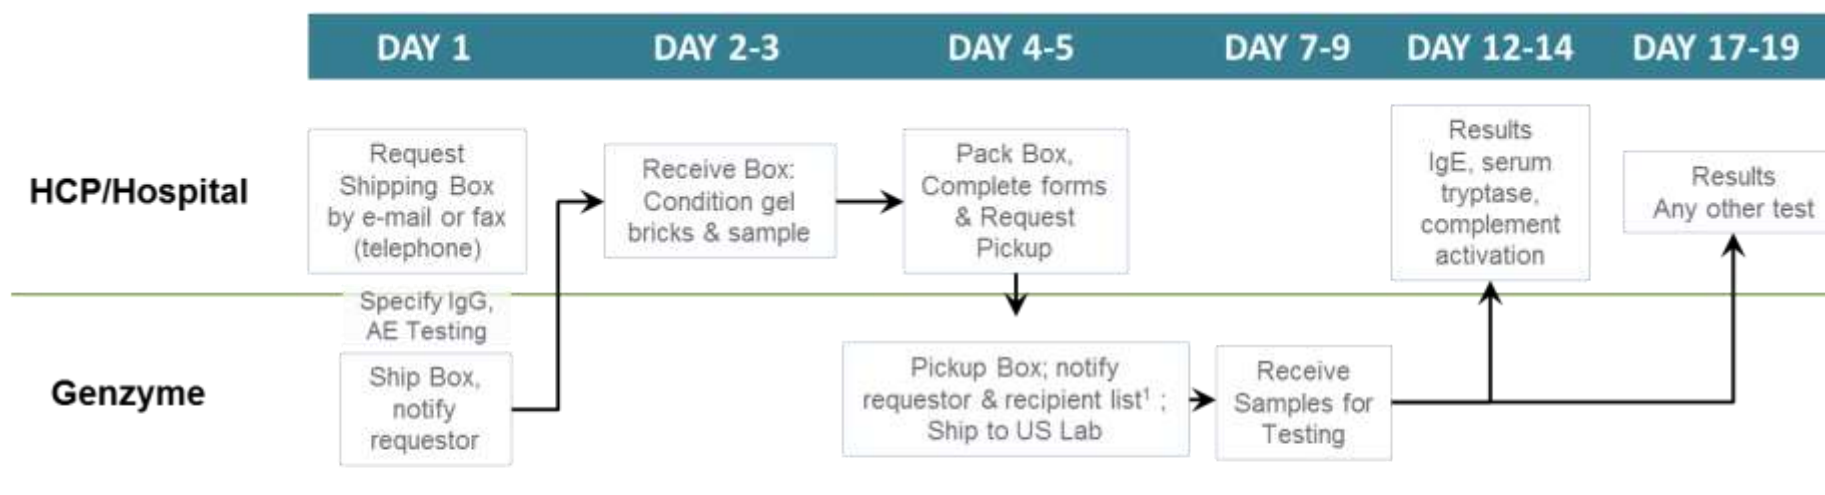 DAY 1 DAY 2-3 DAY 4-5 DAY 7-9 DAY 12-14 DAY 17-19
HCP/Hospital
Request
Shipping Box
by e-mail or fax
(telephone)
Specify IgG,
AE Testing
Receive Box:
Condition gel
bricks & sample
Pack Box,
Complete forms
& Request
Pickup
Results
IgE, serum
tryptase,
complement
activation
Results
Any other test
Genzyme
Ship Box,
notify
requestor
Pickup Box; notify
requestor & recipient list¹ ;
Ship to US Lab
Receive
Samples for
Testing